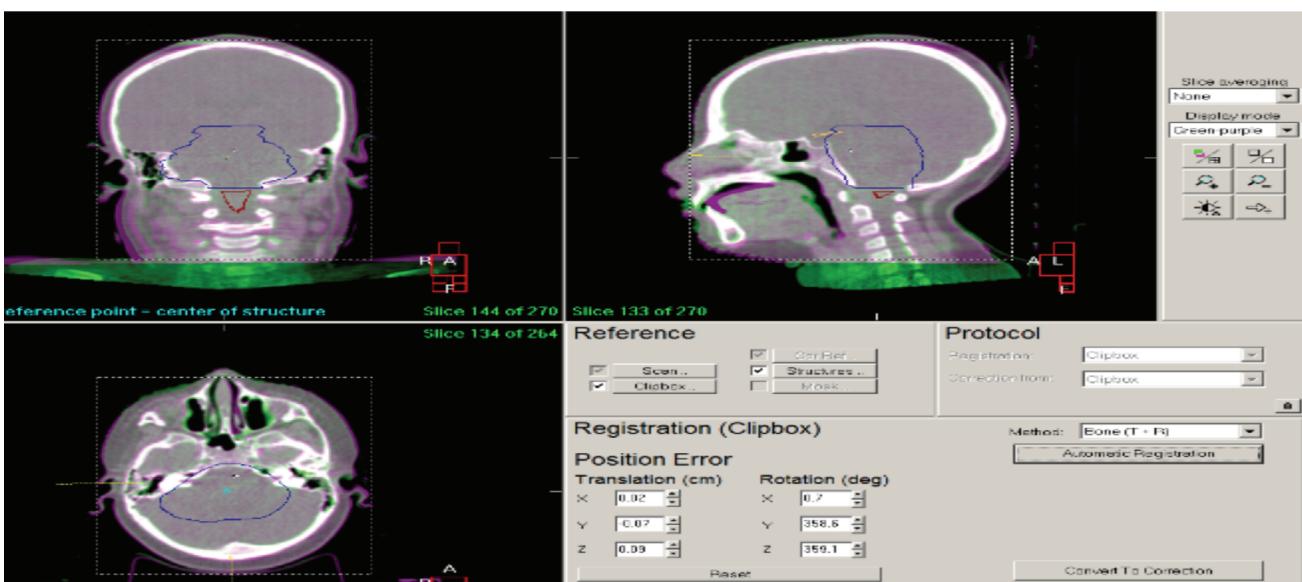 R A
F
eference point - center of structure
Slice 144 of 270
A L
F
Slice 133 of 270
Slice averaging
None
Display mode
Green-purple
Slice 134 of 264
A
A
R
Reference
Scan...
Clipbox...
Cor.Ref...
Structures...
Mask...
Protocol
Registration:
Clipbox
Correction from:
Clipbox
Registration (Clipbox)
Method:
Bone (T + R)
Automatic Registration
Position Error
Translation (cm)
Rotation (deg)
X 0.02
X 0.7
Y -0.07
Y 358.6
Z 0.09
Z 359.1
Reset
Convert To Correction